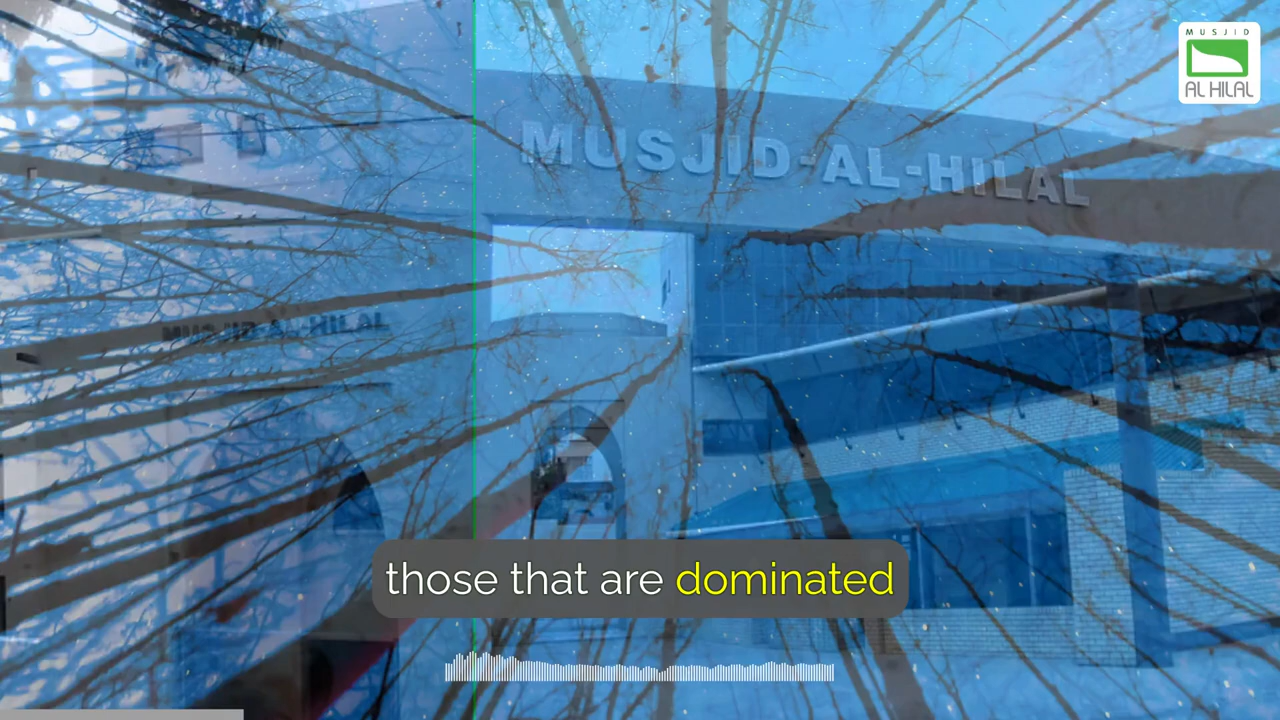 MUSJID
AL HILAL
MUSJID-AL-HILAL
MUSJID-AL-HILAL
those that are dominated